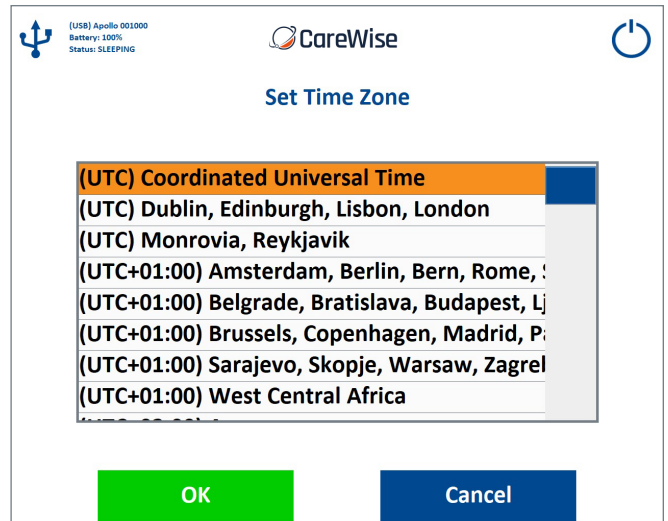 (USB) Apollo 001000
Battery: 100%
Status: SLEEPING
CareWise
Set Time Zone
(UTC) Coordinated Universal Time
(UTC) Dublin, Edinburgh, Lisbon, London
(UTC) Monrovia, Reykjavik
(UTC+01:00) Amsterdam, Berlin, Bern, Rome,
(UTC+01:00) Belgrade, Bratislava, Budapest,
(UTC+01:00) Brussels, Copenhagen, Madrid,
(UTC+01:00) Sarajevo, Skopje, Warsaw,
(UTC+01:00) West Central Africa
OK
Cancel